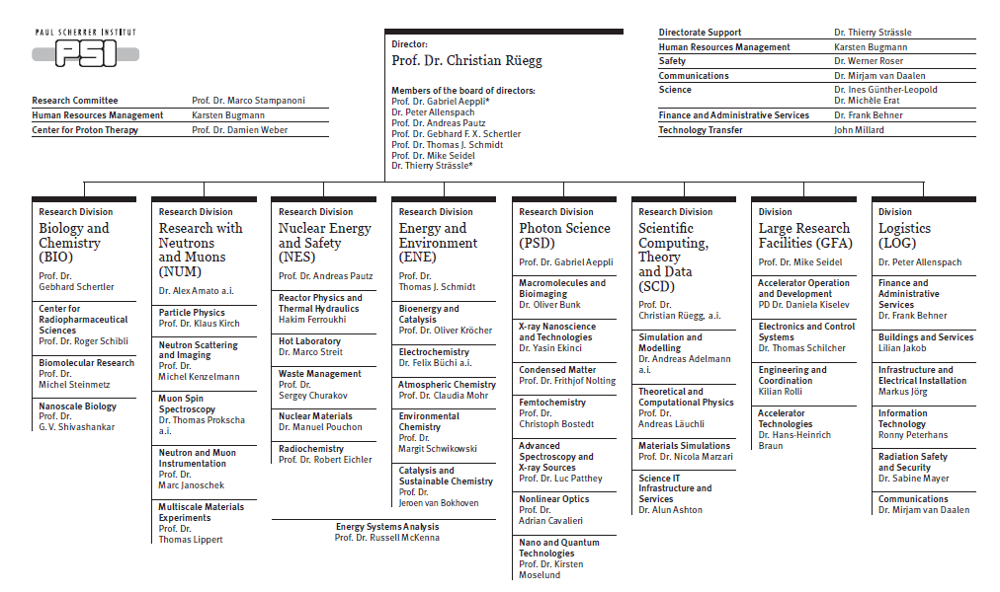 PAUL SCHERRER INSTITUT
PSI
Research Committee Prof. Dr. Marco Stampanoni
Human Resources Management Karsten Bugmann
Center for Proton Therapy Prof. Dr. Damien Weber
Director:
Prof. Dr. Christian Rüegg
Members of the board of directors:
Prof. Dr. Gabriel Aeppli*
Dr. Peter Allenspach
Prof. Dr. Andreas Pautz
Prof. Dr. Gebhard F. X. Schertler
Prof. Dr. Thomas J. Schmidt
Prof. Dr. Mike Seidel
Dr. Thierry Strässle*
Directorate Support Dr. Thierry Strässle
Human Resources Management Karsten Bugmann
Safety Dr. Werner Roser
Communications Dr. Mirjam van Daalen
Science Dr. Ines Günther-Leopold
Dr. Michèle Erat
Finance and Administrative Services Dr. Frank Behner
Technology Transfer John Millard
Research Division
Biology and
Chemistry
(BIO)
Prof. Dr.
Gebhard Schertler
Center for
Radiopharmaceutical
Sciences
Prof. Dr. Roger Schibli
Biomolecular Research
Prof. Dr.
Michel Steinmetz
Nanoscale Biology
Prof. Dr.
G. V. Shivashankar
Research Division
Research with
Neutrons
and Muons
(NUM)
Dr. Alex Amato a.i.
Particle Physics
Prof. Dr. Klaus Kirch
Neutron Scattering
and Imaging
Prof. Dr.
Michel Kenzelmann
Muon Spin
Spectroscopy
Dr. Thomas Prokscha
a.i.
Neutron and Muon
Instrumentation
Prof. Dr.
Marc Janoschek
Multiscale Materials
Experiments
Prof. Dr.
Thomas Lippert
Research Division
Nuclear Energy
and Safety
(NES)
Prof. Dr. Andreas Pautz
Reactor Physics and
Thermal Hydraulics
Hakim Ferroukhi
Hot Laboratory
Dr. Marco Streit
Waste Management
Prof. Dr.
Sergey Churakov
Nuclear Materials
Dr. Manuel Pouchon
Radiochemistry
Prof. Dr. Robert Eichler
Research Division
Energy and
Environment
(ENE)
Prof. Dr.
Thomas J. Schmidt
Bioenergy and
Catalysis
Prof. Dr. Oliver Kröcher
Electrochemistry
Dr. Felix Büchi a.i.
Atmospheric Chemistry
Prof. Dr. Claudia Mohr
Environmental
Chemistry
Prof. Dr.
Margit Schwikowski
Catalysis and
Sustainable Chemistry
Prof. Dr.
Jeroen van Bokhoven
Energy Systems Analysis
Prof. Dr. Russell McKenna
Research Division
Photon Science
(PSD)
Prof. Dr. Gabriel Aeppli
Macromolecules and
Bioimaging
Dr. Oliver Bunk
X-ray Nanoscience
and Technologies
Dr. Yasin Ekinci
Condensed Matter
Prof. Dr. Frithjof Nolting
Femtochemistry
Prof. Dr.
Christoph Bostedt
Advanced
Spectroscopy and
X-ray Sources
Prof. Dr. Luc Patthey
Nonlinear Optics
Prof. Dr.
Adrian Cavalieri
Nano and Quantum
Technologies
Prof. Dr. Kirsten
Moselund
Research Division
Scientific
Computing,
Theory
and Data
(SCD)
Prof. Dr.
Christian Rüegg, a.i.
Simulation and
Modelling
Dr. Andreas Adelmann
a.i.
Theoretical and
Computational Physics
Prof. Dr.
Andreas Läuchli
Materials Simulations
Prof. Dr. Nicola Marzari
Science IT
Infrastructure and
Services
Dr. Alun Ashton
Division
Large Research
Facilities (GFA)
Prof. Dr. Mike Seidel
Accelerator Operation
and Development
PD Dr. Daniela Kiselev
Electronics and Control
Systems
Dr. Thomas Schilcher
Engineering and
Coordination
Kilian Rolli
Accelerator
Technologies
Dr. Hans-Heinrich
Braun
Division
Logistics
(LOG)
Dr. Peter Allenspach
Finance and
Administrative
Services
Dr. Frank Behner
Buildings and Services
Lilian Jakob
Infrastructure and
Electrical Installation
Markus Jörg
Information
Technology
Ronny Peterhans
Radiation Safety
and Security
Dr. Sabine Mayer
Communications
Dr. Mirjam van Daalen